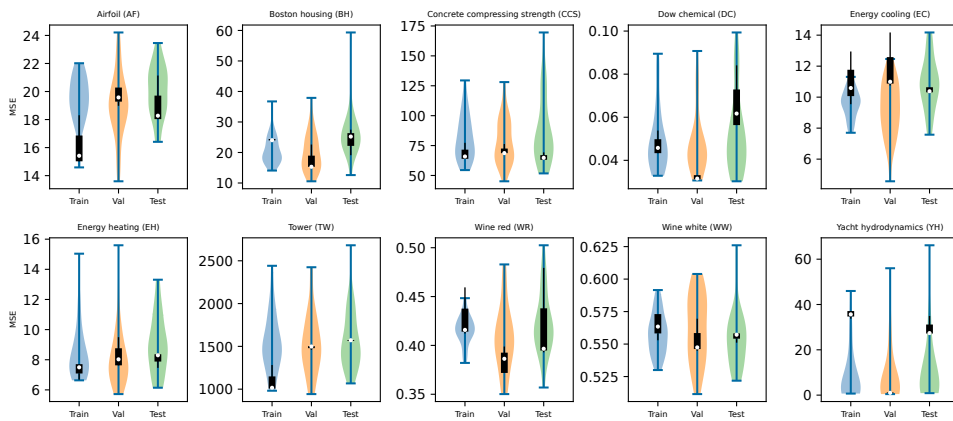 Airfoil (AF)
Boston housing (BH)
Concrete compressing strength (CCS)
Dow chemical (DC)
Energy cooling (EC)
MSE
24
22
20
18
16
14
Train
Val
Test
60
50
40
30
20
10
Train
Val
Test
175
150
125
100
75
50
Train
Val
Test
0.10
0.08
0.06
0.04
Train
Val
Test
14
12
10
8
6
Train
Val
Test
Energy heating (EH)
Tower (TW)
Wine red (WR)
Wine white (WW)
Yacht hydrodynamics (YH)
MSE
16
14
12
10
8
6
Train
Val
Test
2500
2000
1500
1000
Train
Val
Test
0.50
0.45
0.40
0.35
Train
Val
Test
0.625
0.600
0.575
0.550
0.525
Train
Val
Test
60
40
20
0
Train
Val
Test